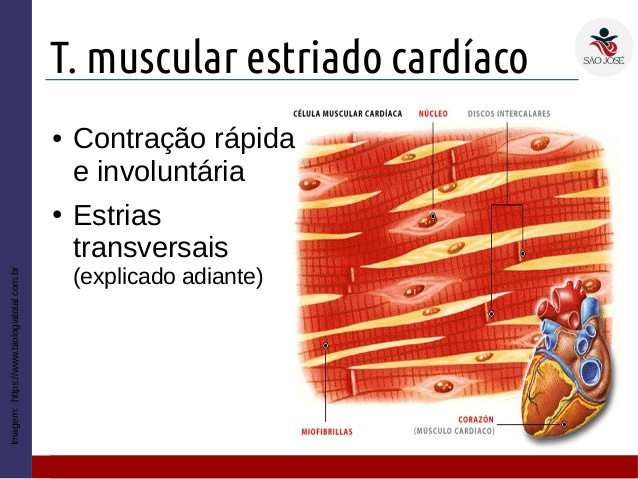 T. muscular estriado cardíaco
SÃO JOSÉ
• Contração rápida
e involuntária
• Estrias
transversais
(explicado adiante)
CÉLULA MUSCULAR CARDÍACA
NÚCLEO
DISCOS INTERCALARES
MIOFIBRILLAS
CORAZÓN
(MÚSCULO CARDIACO)
Imagem: https://www.biologiatotal.com.br